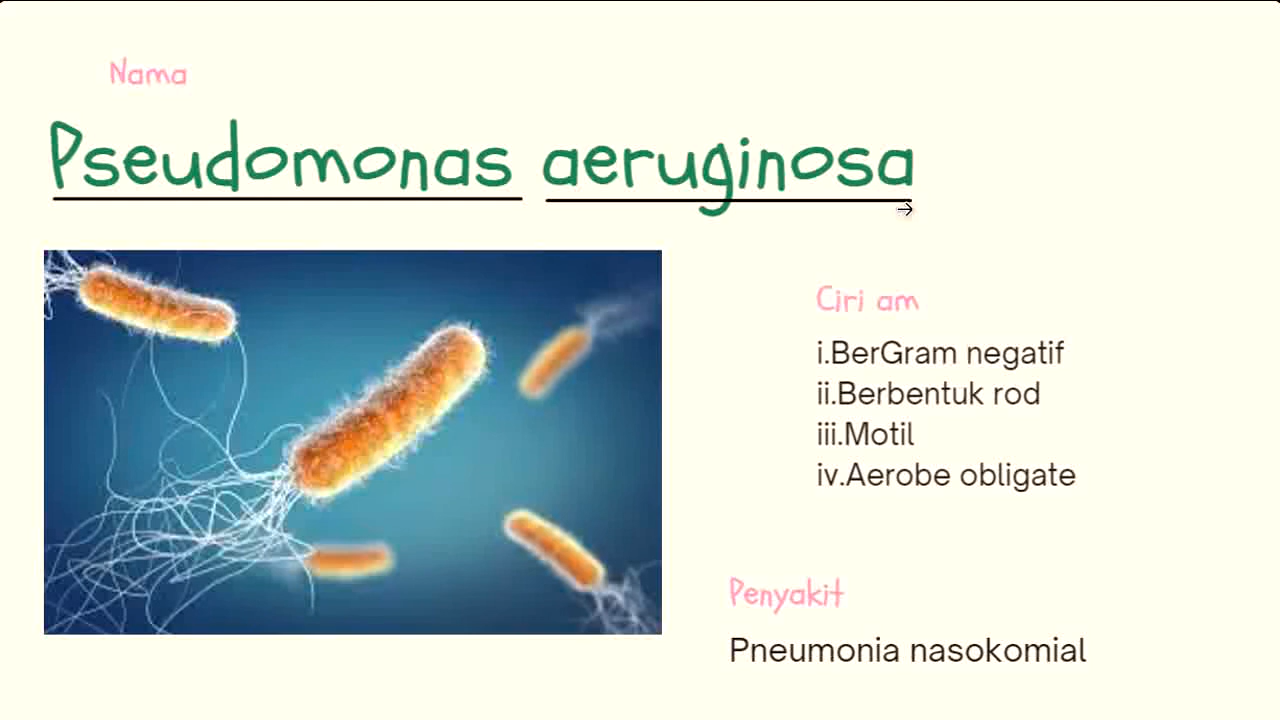 Nama
Pseudomonas aeruginosa
Ciri am
i.BerGram negatif
ii.Berbentuk rod
iii.Motil
iv.Aerobe obligate
Penyakit
Pneumonia nasokomial